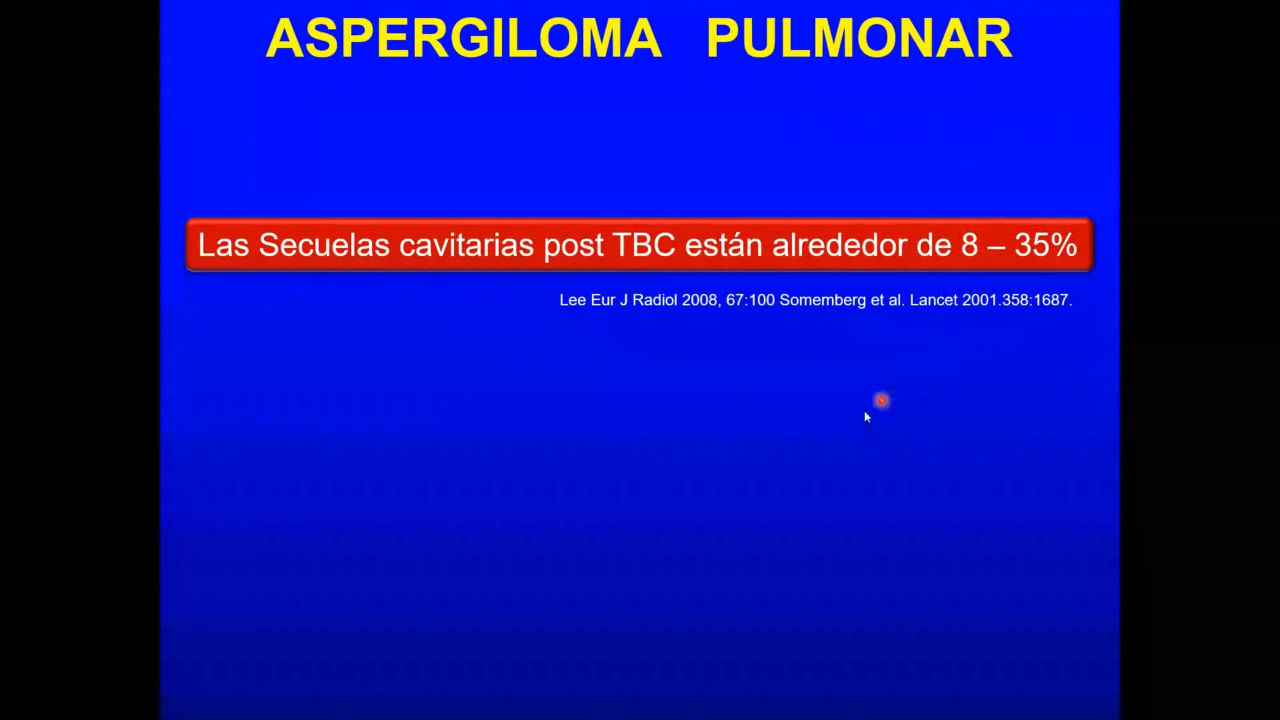 ASPERGILOMA PULMONAR
Las Secuelas cavitarias post TBC están alrededor de 8 – 35%
Lee Eur J Radiol 2008, 67:100 Somemberg et al. Lancet 2001.358:1687.